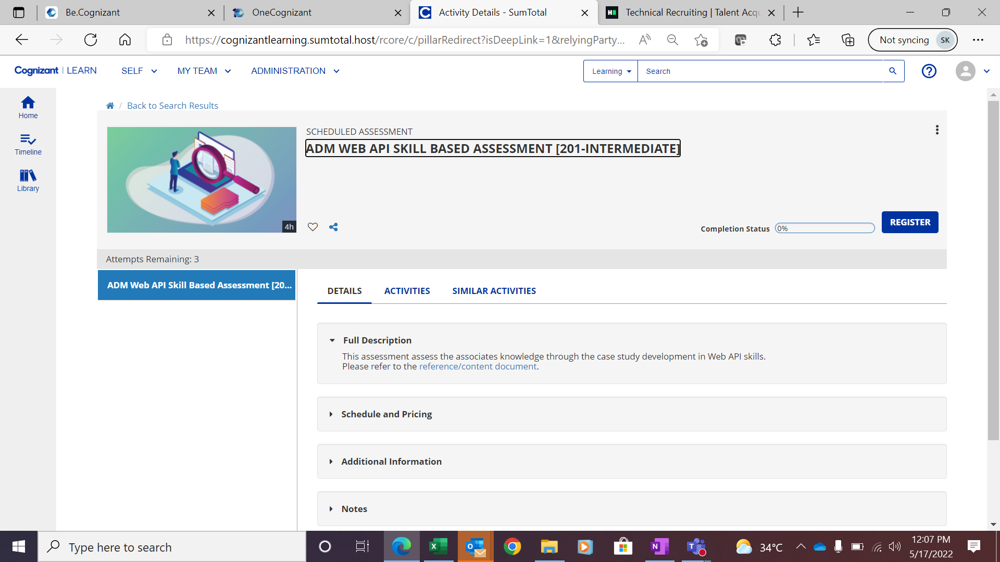 Be.Cognizant
OneCognizant
Activity Details - SumTotal
Technical Recruiting | Talent Acqu
https://cognizantlearning.sumtotal.host/rcore/c/pillarRedirect?isDeepLink=1&relyingParty...
Not syncing SK
Cognizant | LEARN
SELF
MY TEAM
ADMINISTRATION
Learning
Search
Home
Timeline
Library
/ Back to Search Results
SCHEDULED ASSESSMENT
ADM WEB API SKILL BASED ASSESSMENT [201-INTERMEDIATE]
4h
Completion Status 0%
REGISTER
Attempts Remaining: 3
ADM Web API Skill Based Assessment [20...
DETAILS
ACTIVITIES
SIMILAR ACTIVITIES
Full Description
This assessment assess the associates knowledge through the case study development in Web API skills.
Please refer to the reference/content document.
Schedule and Pricing
Additional Information
Notes
Type here to search
34°C
12:07 PM
5/17/2022